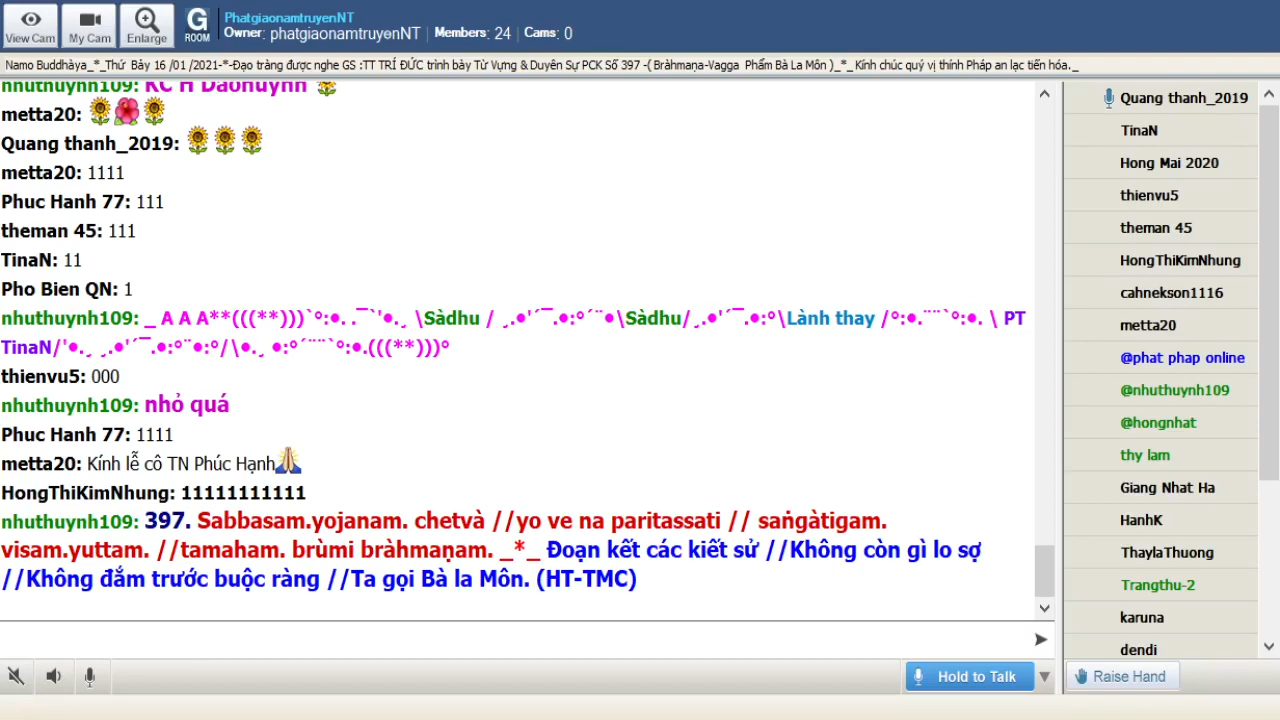 PhatgiaonamtruyenNT
Owner: phatgiaonamtruyenNT | Members: 24 | Cams: 0
View Cam
My Cam
Enlarge
G
ROOM
Namo Buddhàya_*_Thứ Bảy 16 /01 /2021-*-Đạo tràng được nghe GS :TT TRÍ ĐỨC trình bày Từ Vựng & Duyên Sự PCK Số 397 -( Bràhmaṇa-Vagga Phẩm Bà La Môn )_*_ Kính chúc quý vị thính Pháp an lạc tiến hóa._
nhuthuynh109: KC H Daohuynh
metta20:
Quang thanh_2019:
metta20: 1111
Phuc Hanh 77: 111
theman 45: 111
TinaN: 11
Pho Bien QN: 1
nhuthuynh109: _ A A A**(((**)))`°:•. .¯`'•.¸ \Sàdhu / ¸.•'´¯.•:°´¨•\Sàdhu/¸.•'´¯.•:°\Lành thay /°:•.¨¨`°:•. \ PT
TinaN/'•.¸ ¸.•'´¯.•:°¨•:°/\•.¸ •:°´¨¨`°:•.(((**)))°
thienvu5: 000
nhuthuynh109: nhỏ quá
Phuc Hanh 77: 1111
metta20: Kính lễ cô TN Phúc Hạnh
HongThiKimNhung: 11111111111
nhuthuynh109: 397. Sabbasam.yojanam. chetvà //yo ve na paritassati // saṅgàtigam.
visam.yuttam. //tamaham. brùmi bràhmaṇam. _*_ Đoạn kết các kiết sử //Không còn gì lo sợ
//Không đắm trước buộc ràng //Ta gọi Bà la Môn. (HT-TMC)
Hold to Talk
Quang thanh_2019
TinaN
Hong Mai 2020
thienvu5
theman 45
HongThiKimNhung
cahnekson1116
metta20
@phat phap online
@nhuthuynh109
@hongnhat
thy lam
Giang Nhat Ha
HanhK
ThaylaThuong
Trangthu-2
karuna
dendi
Raise Hand